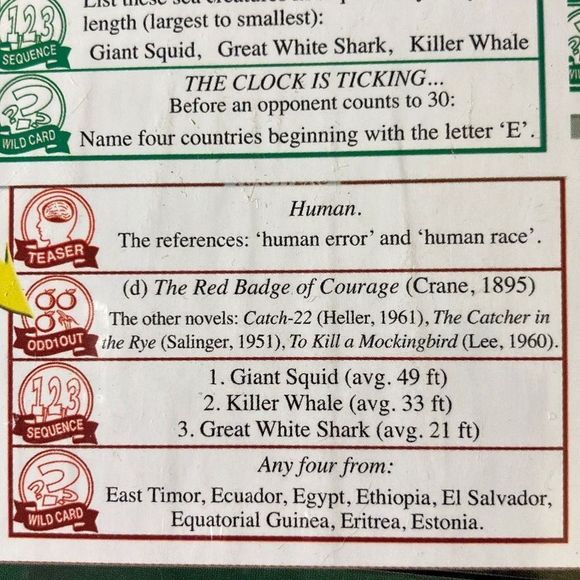 length (largest to smallest):
Giant Squid, Great White Shark, Killer Whale
123
SEQUENCE
THE CLOCK IS TICKING...
Before an opponent counts to 30:
Name four countries beginning with the letter ‘E’.
WILD CARD
Human.
The references: ‘human error’ and ‘human race’.
TEASER
(d) The Red Badge of Courage (Crane, 1895)
The other novels: Catch-22 (Heller, 1961), The Catcher in
the Rye (Salinger, 1951), To Kill a Mockingbird (Lee, 1960).
ODD1OUT
1. Giant Squid (avg. 49 ft)
2. Killer Whale (avg. 33 ft)
3. Great White Shark (avg. 21 ft)
123
SEQUENCE
Any four from:
East Timor, Ecuador, Egypt, Ethiopia, El Salvador,
Equatorial Guinea, Eritrea, Estonia.
WILD CARD